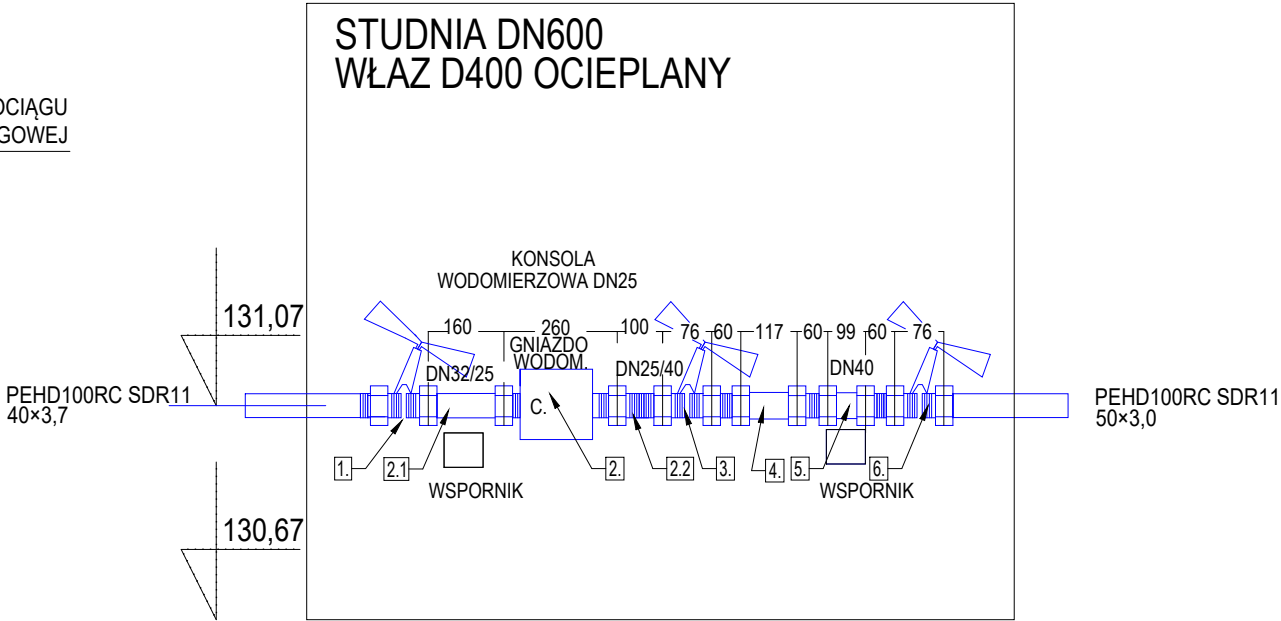 STUDNIA DN600
WŁAZ D400 OCIEPLANY
OCIĄGU
GOWEJ
KONSOLA
WODOMIERZOWA DN25
131,07
160 260 100 76 60 117 60 99 60 76
GNIAZDO
WODOM.
DN32/25 DN25/40 DN40
PEHD100RC SDR11
40×3,7
C.
PEHD100RC SDR11
50×3,0
1. 2.1 2. 2.2 3. 4. 5. 6.
WSPORNIK WSPORNIK
130,67